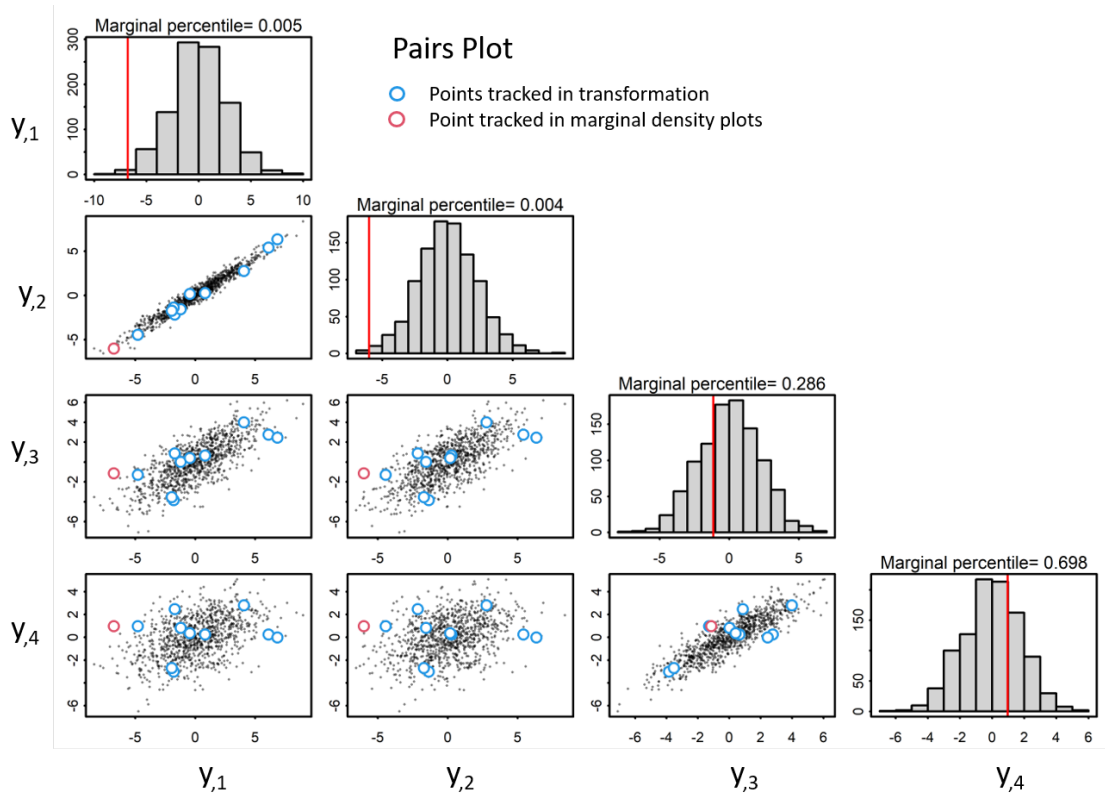 Marginal percentile= 0.005
Pairs Plot
Points tracked in transformation
Point tracked in marginal density plots
y,1
0 100 200 300
-10 -5 0 5 10
Marginal percentile= 0.004
y,2
-5 0 5
-5 0 5
0 50 100 150
-5 0 5
Marginal percentile= 0.286
y,3
-6 -2 2 4 6
-5 0 5
-6 -2 2 4 6
-5 0 5
0 50 100 150
-5 0 5
Marginal percentile= 0.698
y,4
-6 -2 0 2 4
-5 0 5
-6 -2 0 2 4
-5 0 5
-6 -2 0 2 4
-6 -4 -2 0 2 4 6
0 50 150
-6 -4 -2 0 2 4 6
y,1 y,2 y,3 y,4